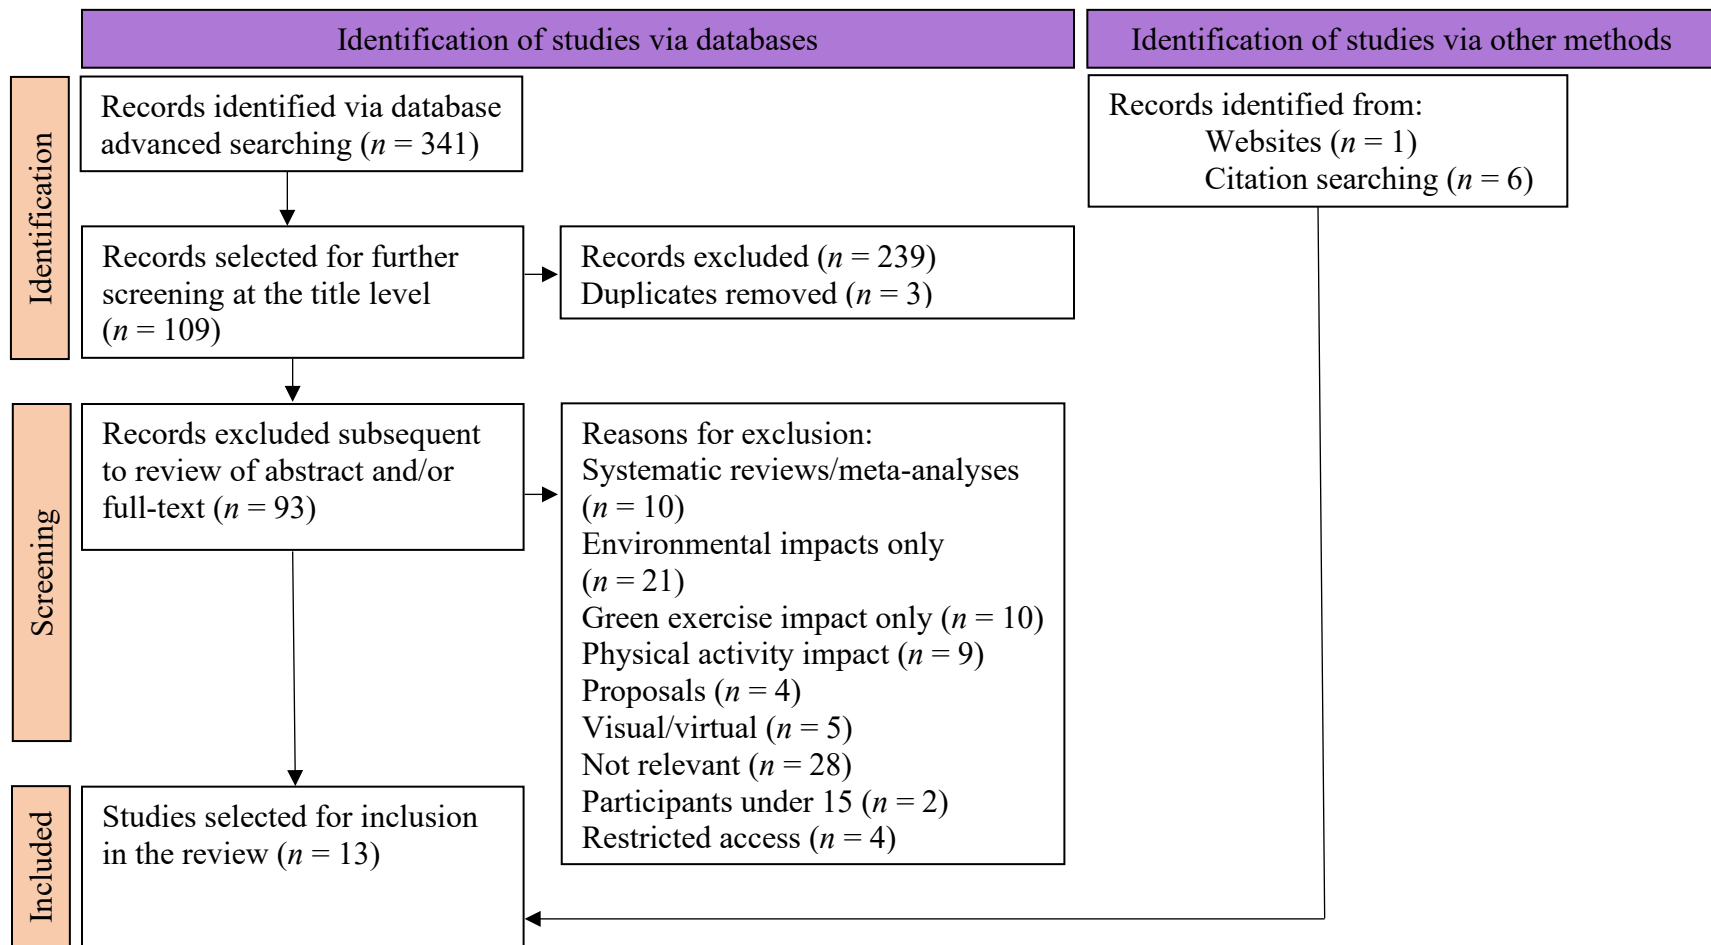 Identification of studies via databases
Identification of studies via other methods
Identification
Records identified via database
advanced searching (n = 341)
Records identified from:
Websites (n = 1)
Citation searching (n = 6)
Records selected for further
screening at the title level
(n = 109)
Records excluded (n = 239)
Duplicates removed (n = 3)
Screening
Records excluded subsequent
to review of abstract and/or
full-text (n = 93)
Reasons for exclusion:
Systematic reviews/meta-analyses
(n = 10)
Environmental impacts only
(n = 21)
Green exercise impact only (n = 10)
Physical activity impact (n = 9)
Proposals (n = 4)
Visual/virtual (n = 5)
Not relevant (n = 28)
Participants under 15 (n = 2)
Restricted access (n = 4)
Included
Studies selected for inclusion
in the review (n = 13)